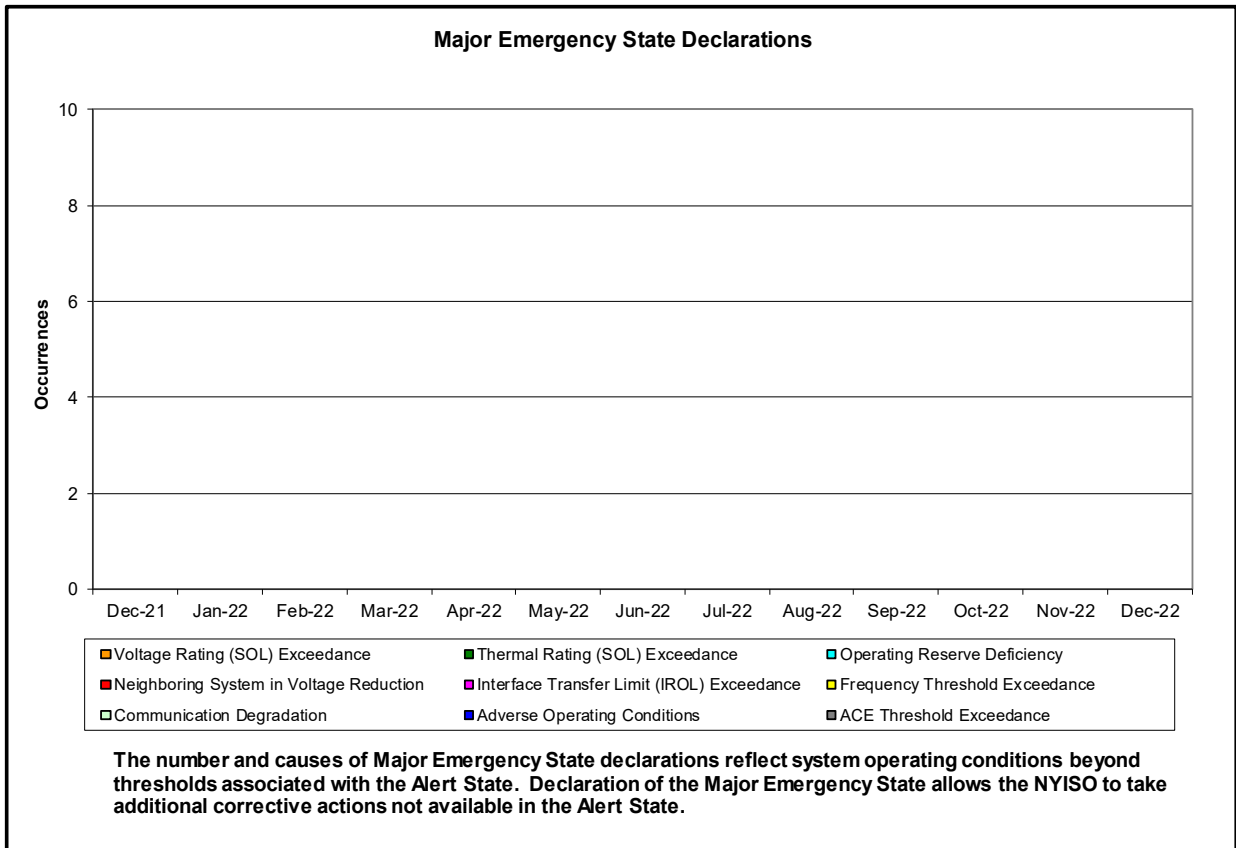 Major Emergency State Declarations
10
8
6
4
2
0
Occurrences
Dec-21 Jan-22 Feb-22 Mar-22 Apr-22 May-22 Jun-22 Jul-22 Aug-22 Sep-22 Oct-22 Nov-22 Dec-22
Voltage Rating (SOL) Exceedance Thermal Rating (SOL) Exceedance Operating Reserve Deficiency
Neighboring System in Voltage Reduction Interface Transfer Limit (IROL) Exceedance Frequency Threshold Exceedance
Communication Degradation Adverse Operating Conditions ACE Threshold Exceedance
The number and causes of Major Emergency State declarations reflect system operating conditions beyond
thresholds associated with the Alert State. Declaration of the Major Emergency State allows the NYISO to take
additional corrective actions not available in the Alert State.